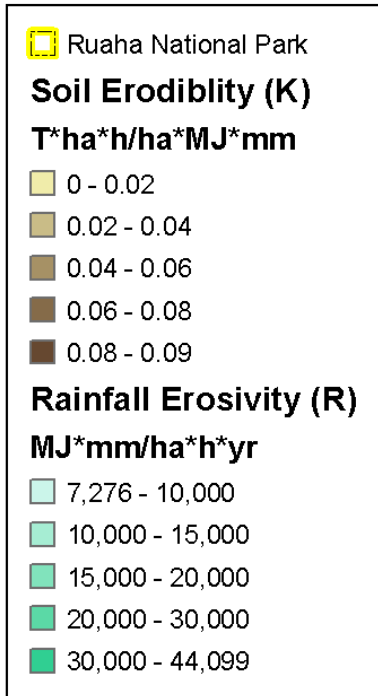 Ruaha National Park
Soil Erodiblity (K)
T*ha*h/ha*MJ*mm
0 - 0.02
0.02 - 0.04
0.04 - 0.06
0.06 - 0.08
0.08 - 0.09
Rainfall Erosivity (R)
MJ*mm/ha*h*yr
7,276 - 10,000
10,000 - 15,000
15,000 - 20,000
20,000 - 30,000
30,000 - 44,099